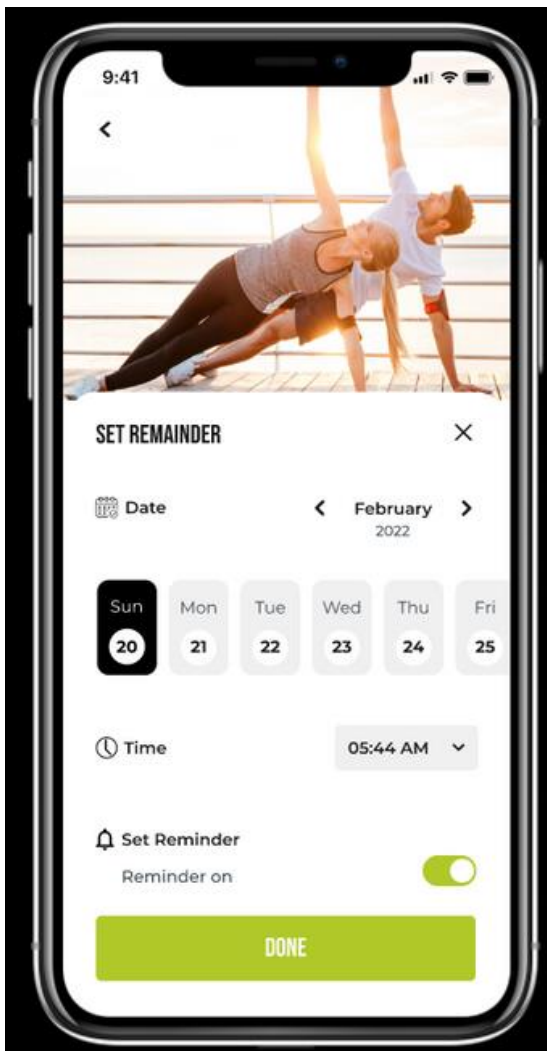 9:41
SET REMAINDER
Date
February
2022
Sun Mon Tue Wed Thu Fri
20 21 22 23 24 25
Time
05:44 AM
Set Reminder
Reminder on
DONE